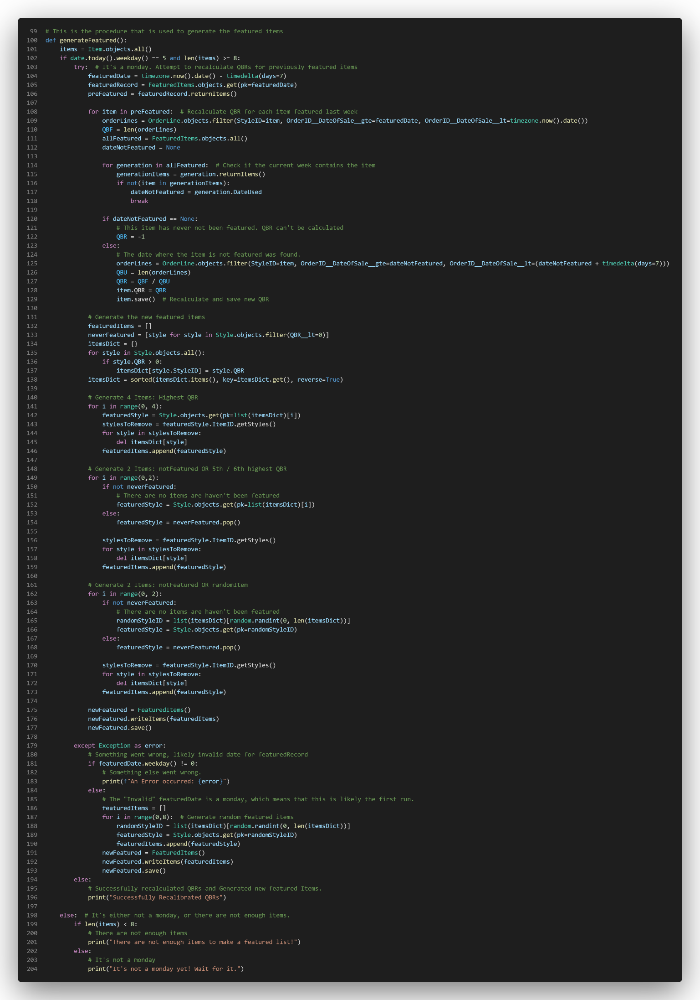 99 # This is the procedure that is used to generate the featured items
100 def generateFeatured():
101     items = Item.objects.all()
102     if date.today().weekday() == 5 and len(items) >= 8:
103         try:  # It's a monday. Attempt to recalculate QBRs for previously featured items
104             featuredDate = timezone.now().date() - timedelta(days=7)
105             featuredRecord = FeaturedItems.objects.get(pk=featuredDate)
106             preFeatured = featuredRecord.returnItems()
107
108             for item in preFeatured:  # Recalculate QBR for each item featured last week
109                 orderLines = OrderLine.objects.filter(StyleID=item, OrderID__DateOfSale__gte=featuredDate, OrderID__DateOfSale__lt=timezone.now().date())
110                 QBF = len(orderLines)
111                 allFeatured = FeaturedItems.objects.all()
112                 dateNotFeatured = None
113
114                 for generation in allFeatured:  # Check if the current week contains the item
115                     generationItems = generation.returnItems()
116                     if not(item in generationItems):
117                         dateNotFeatured = generation.DateUsed
118                         break
119
120                 if dateNotFeatured == None:
121                     # This item has never not been featured. QBR can't be calculated
122                     QBR = -1
123                 else:
124                     # The date where the item is not featured was found.
125                     orderLines = OrderLine.objects.filter(StyleID=item, OrderID__DateOfSale__gte=dateNotFeatured, OrderID__DateOfSale__lt=(dateNotFeatured + timedelta(days=7)))
126                     QBU = len(orderLines)
127                     QBR = QBF / QBU
128                     item.QBR = QBR
129                     item.save()  # Recalculate and save new QBR
130
131             # Generate the new featured items
132             featuredItems = []
133             neverFeatured = [style for style in Style.objects.filter(QBR__lt=0)]
134             itemsDict = {}
135             for style in Style.objects.all():
136                 if style.QBR > 0:
137                     itemsDict[style.StyleID] = style.QBR
138             itemsDict = sorted(itemsDict.items(), key=itemsDict.get(), reverse=True)
139
140             # Generate 4 Items: Highest QBR
141             for i in range(0, 4):
142                 featuredStyle = Style.objects.get(pk=list(itemsDict)[i])
143                 stylesToRemove = featuredStyle.ItemID.getStyles()
144                 for style in stylesToRemove:
145                     del itemsDict[style]
146                 featuredItems.append(featuredStyle)
147
148             # Generate 2 Items: notFeatured OR 5th / 6th highest QBR
149             for i in range(0,2):
150                 if not neverFeatured:
151                     # There are no items are haven't been featured
152                     featuredStyle = Style.objects.get(pk=list(itemsDict)[i])
153                 else:
154                     featuredStyle = neverFeatured.pop()
155
156                 stylesToRemove = featuredStyle.ItemID.getStyles()
157                 for style in stylesToRemove:
158                     del itemsDict[style]
159                 featuredItems.append(featuredStyle)
160
161             # Generate 2 Items: notFeatured OR randomItem
162             for i in range(0, 2):
163                 if not neverFeatured:
164                     # There are no items are haven't been featured
165                     randomStyleID = list(itemsDict)[random.randint(0, len(itemsDict))]
166                     featuredStyle = Style.objects.get(pk=randomStyleID)
167                 else:
168                     featuredStyle = neverFeatured.pop()
169
170                 stylesToRemove = featuredStyle.ItemID.getStyles()
171                 for style in stylesToRemove:
172                     del itemsDict[style]
173                 featuredItems.append(featuredStyle)
174
175             newFeatured = FeaturedItems()
176             newFeatured.writeItems(featuredItems)
177             newFeatured.save()
178
179         except Exception as error:
180             # Something went wrong, likely invalid date for featuredRecord
181             if featuredDate.weekday() != 0:
182                 # Something else went wrong.
183                 print(f"An Error occurred: {error}")
184             else:
185                 # The "Invalid" featuredDate is a monday, which means that this is likely the first run.
186                 featuredItems = []
187                 for i in range(0,8):  # Generate random featured items
188                     randomStyleID = list(itemsDict)[random.randint(0, len(itemsDict))]
189                     featuredStyle = Style.objects.get(pk=randomStyleID)
190                     featuredItems.append(featuredStyle)
191                 newFeatured = FeaturedItems()
192                 newFeatured.writeItems(featuredItems)
193                 newFeatured.save()
194         else:
195             # Successfully recalculated QBRs and Generated new featured Items.
196             print("Successfully Recalibrated QBRs")
197
198     else:  # It's either not a monday, or there are not enough items.
199         if len(items) < 8:
200             # There are not enough items
201             print("There are not enough items to make a featured list!")
202         else:
203             # It's not a monday
204             print("It's not a monday yet! Wait for it.")